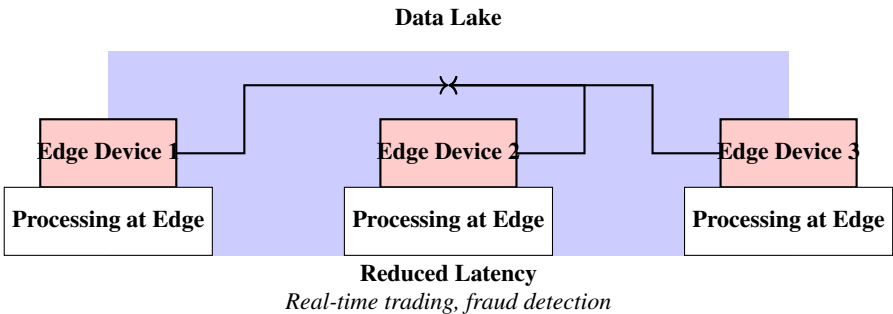 Data Lake
Edge Device 1
Edge Device 2
Edge Device 3
Processing at Edge
Processing at Edge
Processing at Edge
Reduced Latency
Real-time trading, fraud detection